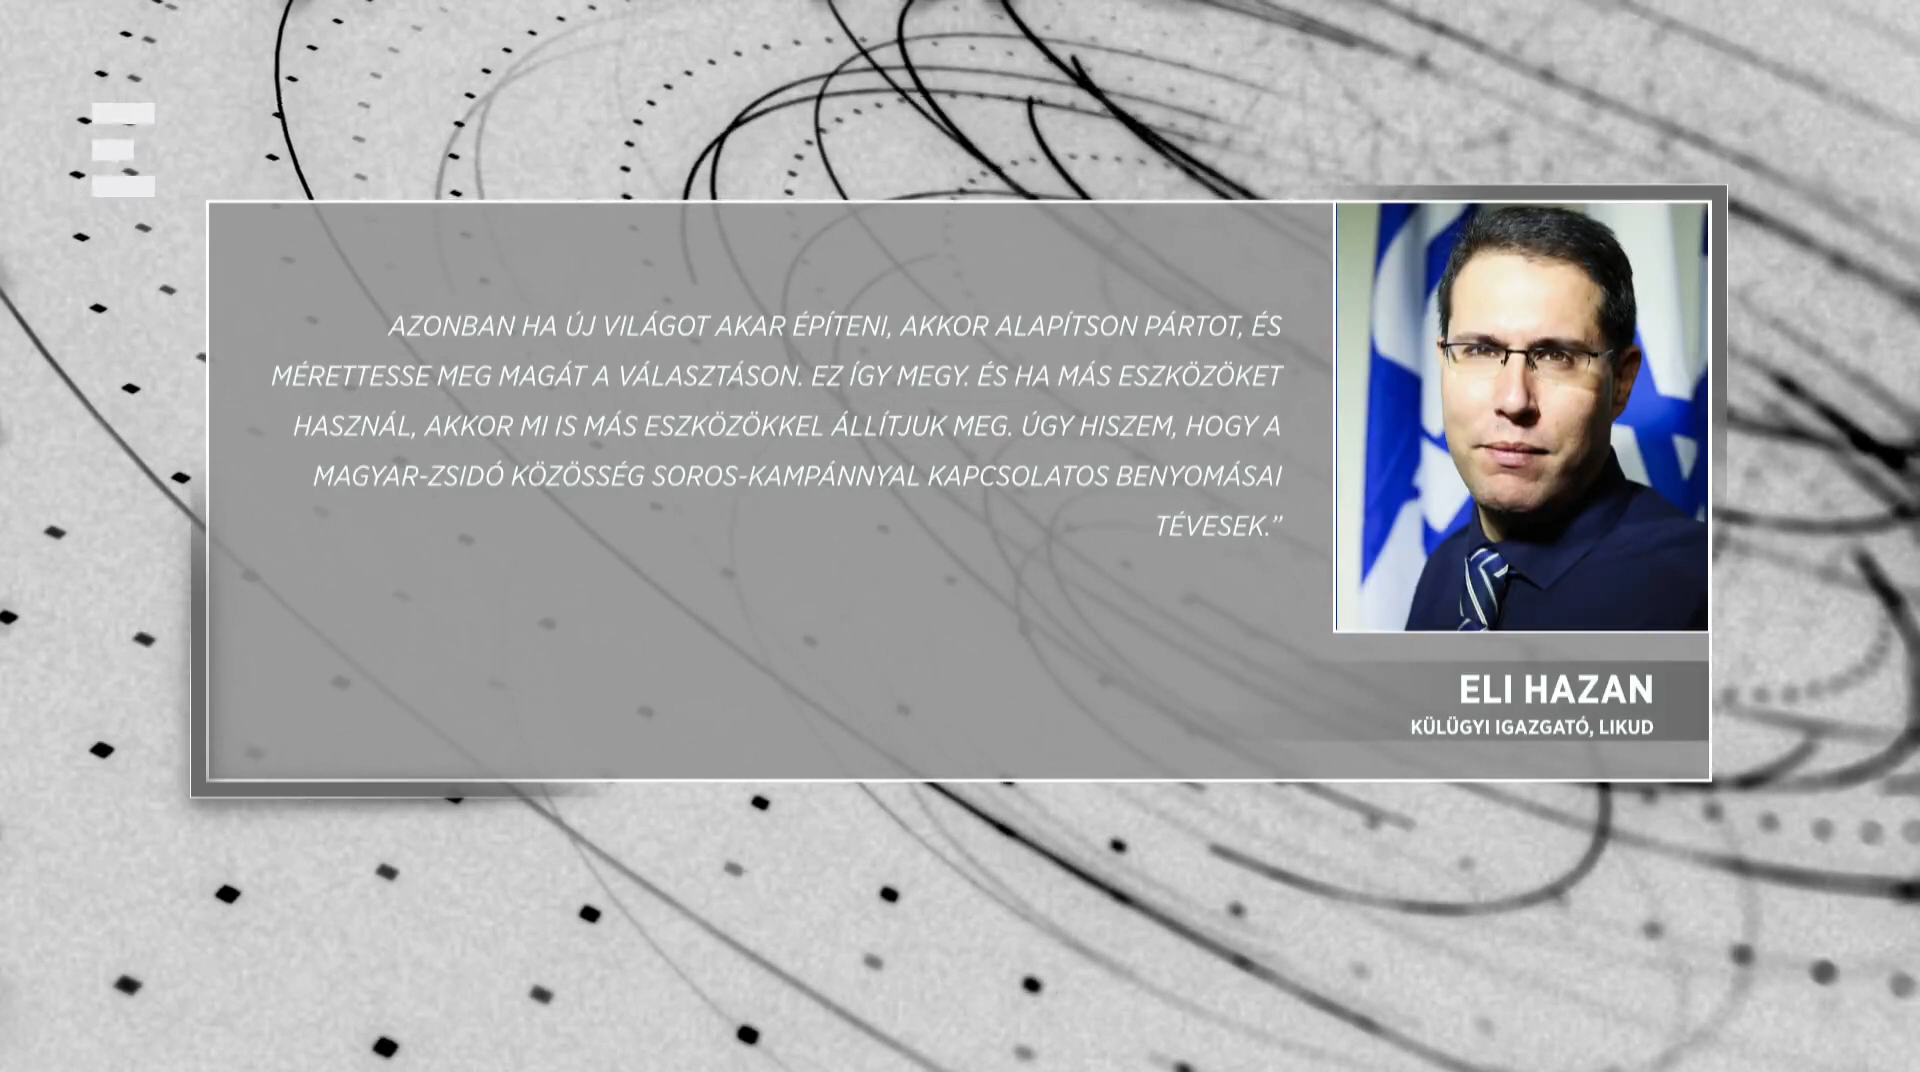 AZONBAN HA ÚJ VILÁGOT AKAR ÉPÍTENI, AKKOR ALAPÍTSON PÁRTOT, ÉS
MÉRETTESSE MEG MAGÁT A VÁLASZTÁSON. EZ ÍGY MEGY. ÉS HA MÁS ESZKÖZÖKET
HASZNÁL, AKKOR MI IS MÁS ESZKÖZÖKKEL ÁLLÍTJUK MEG. ÚGY HISZEM, HOGY A
MAGYAR-ZSIDÓ KÖZÖSSÉG SOROS-KAMPÁNNYAL KAPCSOLATOS BENYOMÁSAI
TÉVESEK.”
ELI HAZAN
KÜLÜGYI IGAZGATÓ, LIKUD